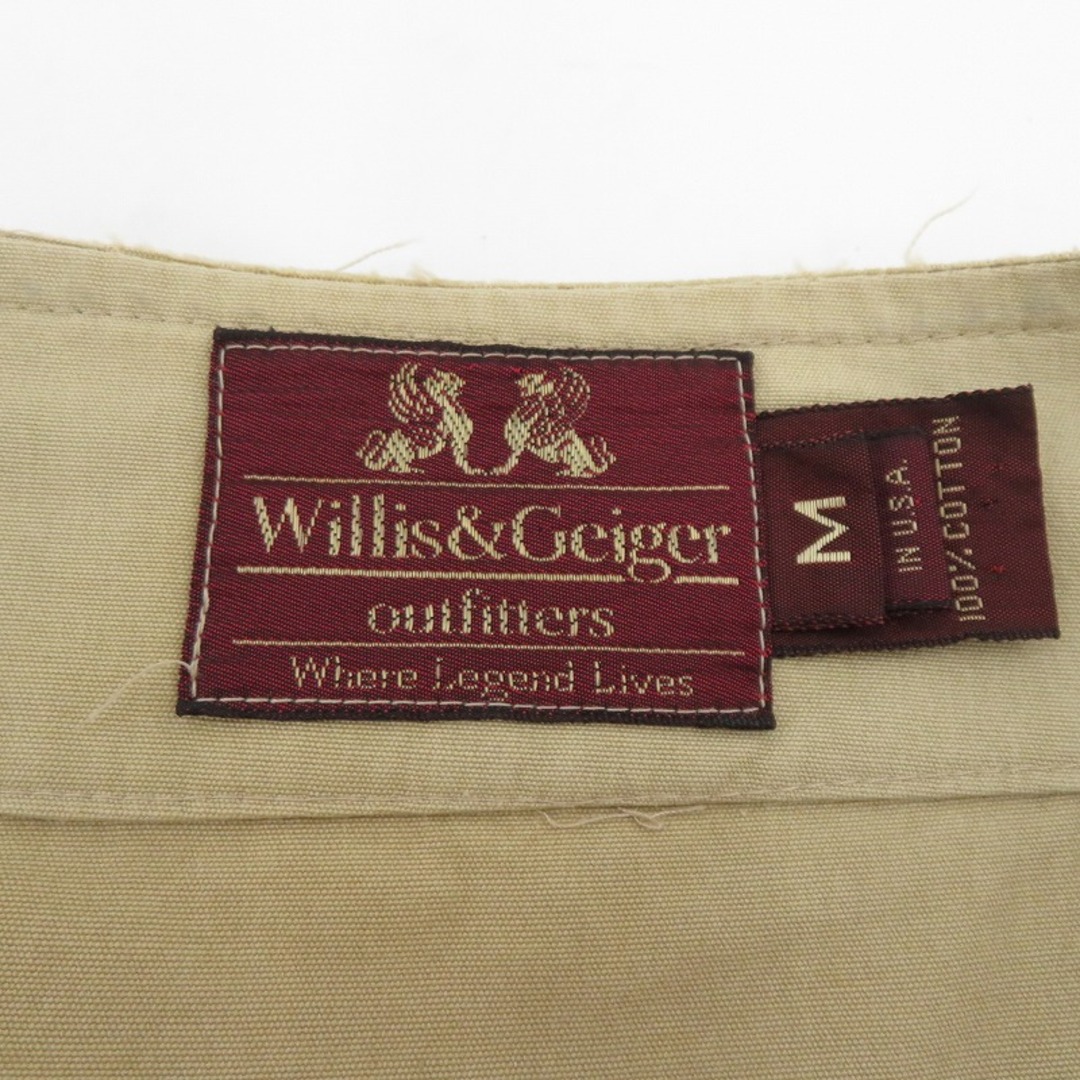 Willis&Geiger
outfitters
Where Legend Lives
M
IN U.S.A.
100% COTTON